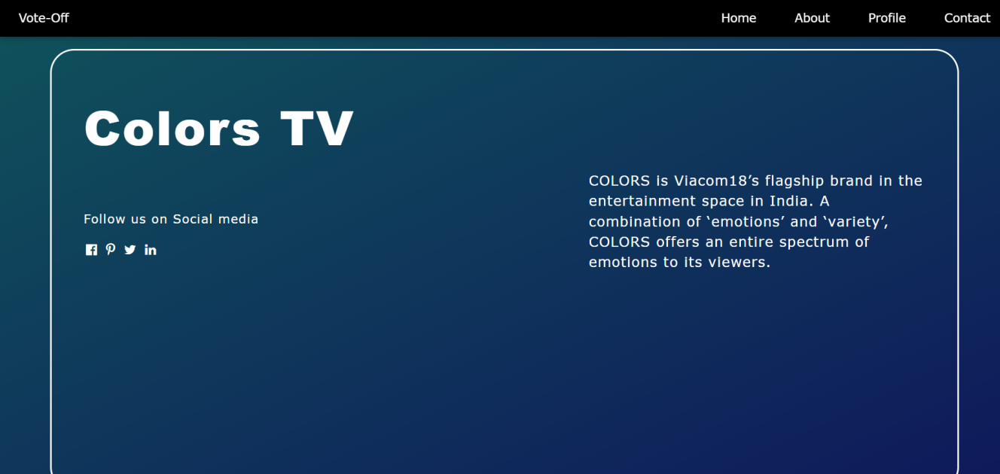 Vote-Off
Home
About
Profile
Contact
Colors TV
Follow us on Social media
COLORS is Viacom18’s flagship brand in the
entertainment space in India. A
combination of ‘emotions’ and ‘variety’,
COLORS offers an entire spectrum of
emotions to its viewers.